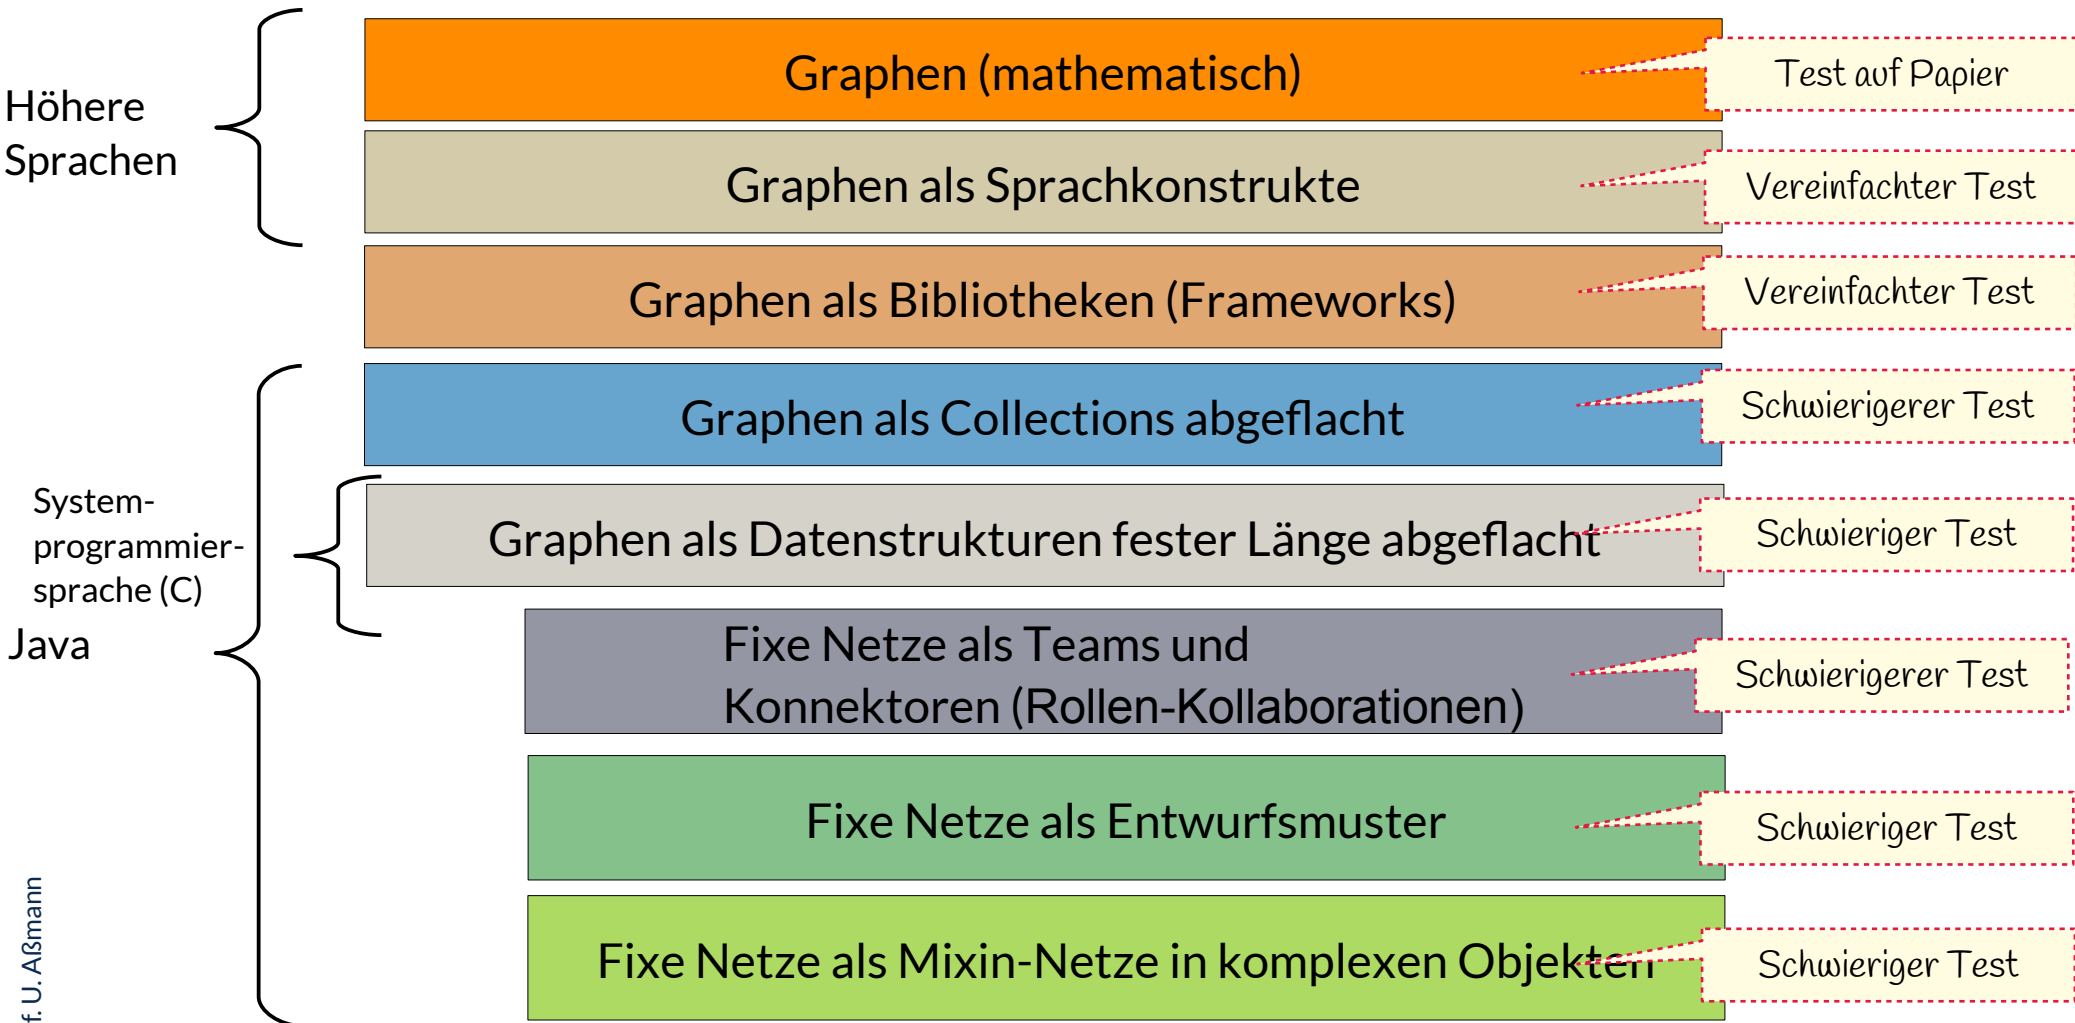 Graphen (mathematisch)
Test auf Papier
Höhere
Sprachen
Graphen als Sprachkonstrukte
Vereinfachter Test
Graphen als Bibliotheken (Frameworks)
Vereinfachter Test
Graphen als Collections abgeflacht
Schwierigerer Test
System-
programmier-
sprache (C)
Graphen als Datenstrukturen fester Länge abgeflacht
Schwieriger Test
Java
Fixe Netze als Teams und
Konnektoren (Rollen-Kollaborationen)
Schwierigerer Test
Fixe Netze als Entwurfsmuster
Schwieriger Test
Fixe Netze als Mixin-Netze in komplexen Objekten
Schwieriger Test
f. U. Aßmann